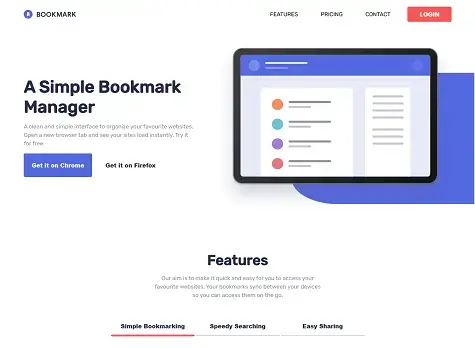 BOOKMARK
FEATURES
PRICING
CONTACT
LOGIN
A Simple Bookmark
Manager
A clean and simple interface to organize your favourite websites.
Open a new browser tab and see your sites load instantly. Try it
for free.
Get it on Chrome
Get it on Firefox
Features
Our aim is to make it quick and easy for you to access your
favourite websites. Your bookmarks sync between your devices
so you can access them on the go.
Simple Bookmarking
Speedy Searching
Easy Sharing